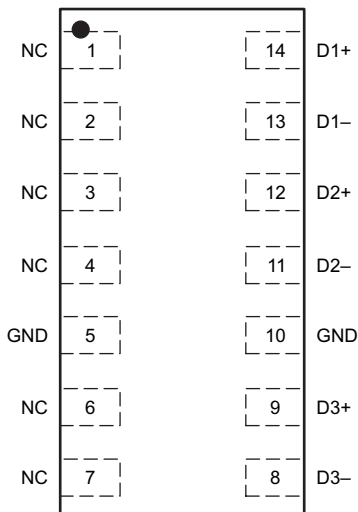 NC 1 14 D1+
NC 2 13 D1–
NC 3 12 D2+
NC 4 11 D2–
GND 5 10 GND
NC 6 9 D3+
NC 7 8 D3–